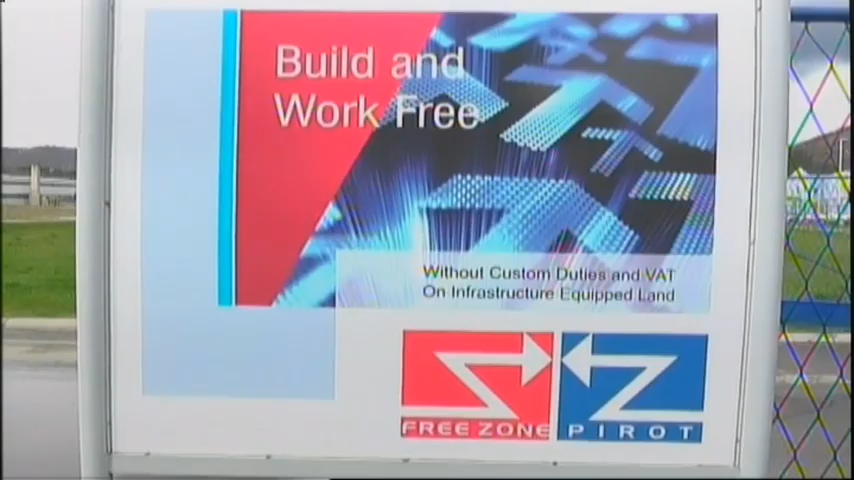 Build and
Work Free
Without Custom Duties and VAT
On Infrastructure Equipped Land
FREE ZONE
PIROT